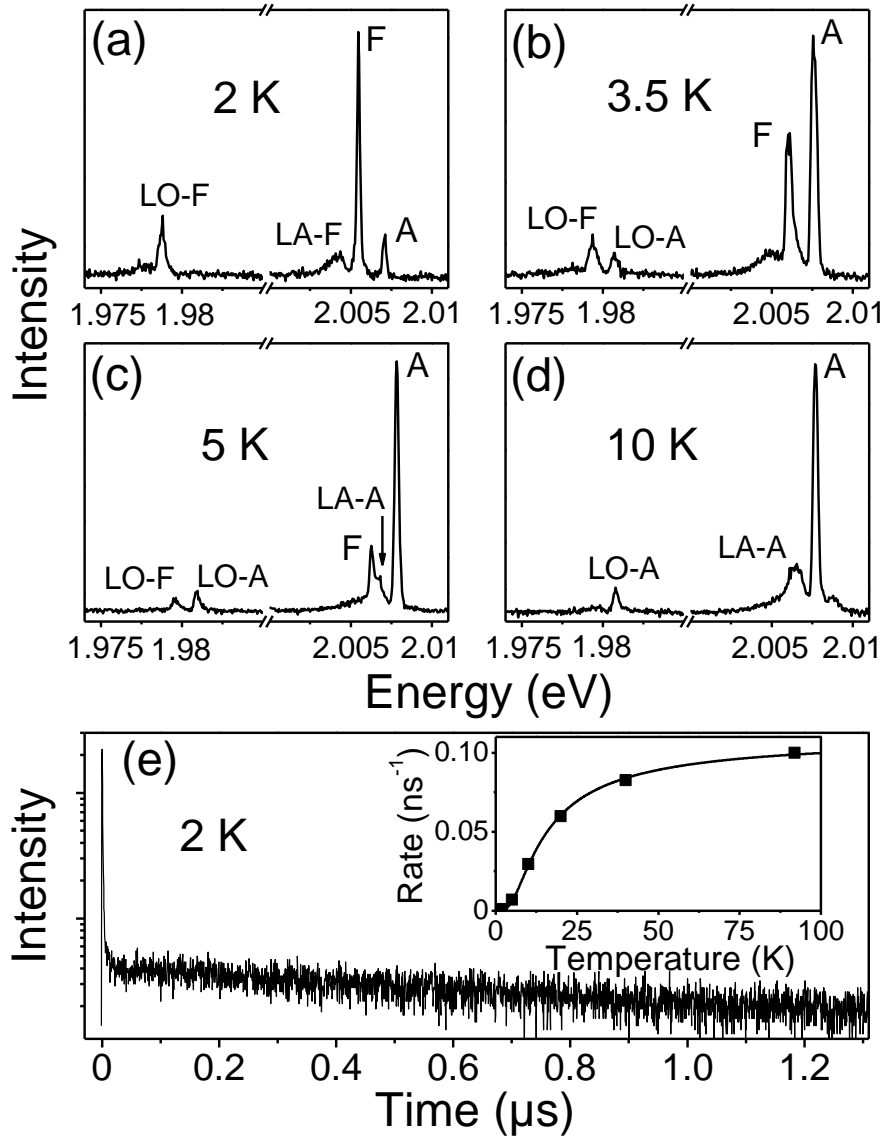 (a)
F
2 K
LO-F
LA-F
A
1.975 1.98 2.005 2.01
(b)
A
3.5 K
F
LO-F
LO-A
1.975 1.98 2.005 2.01
Intensity
(c)
A
5 K
LA-A
F
LO-F LO-A
1.975 1.98 2.005 2.01
(d)
A
10 K
LO-A
LA-A
1.975 1.98 2.005 2.01
Energy (eV)
(e)
2 K
Intensity
Rate (ns⁻¹)
0.10
0.05
0
0 25 50 75 100
Temperature (K)
0 0.2 0.4 0.6 0.8 1.0 1.2
Time (µs)